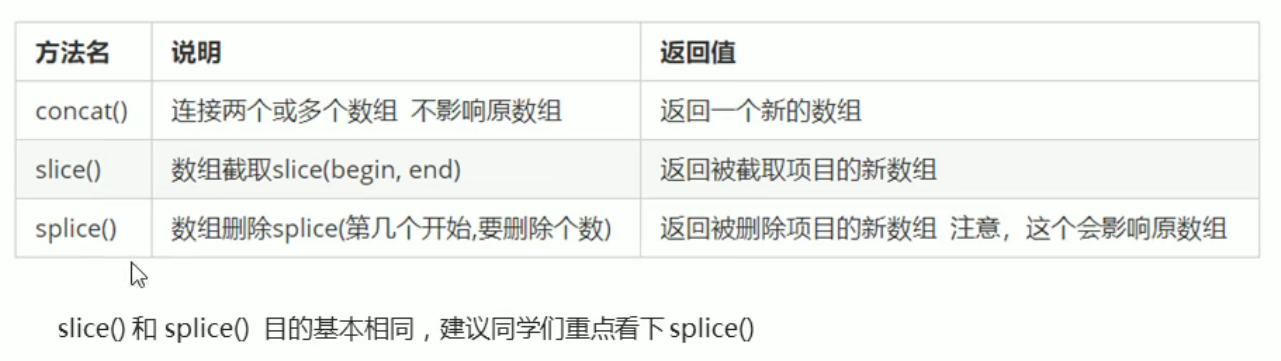 方法名 说明 返回值
concat() 连接两个或多个数组 不影响原数组 返回一个新的数组
slice() 数组截取slice(begin, end) 返回被截取项目的新数组
splice() 数组删除splice(第几个开始,要删除个数) 返回被删除项目的新数组 注意，这个会影响原数组
slice() 和 splice() 目的基本相同，建议同学们重点看下 splice()